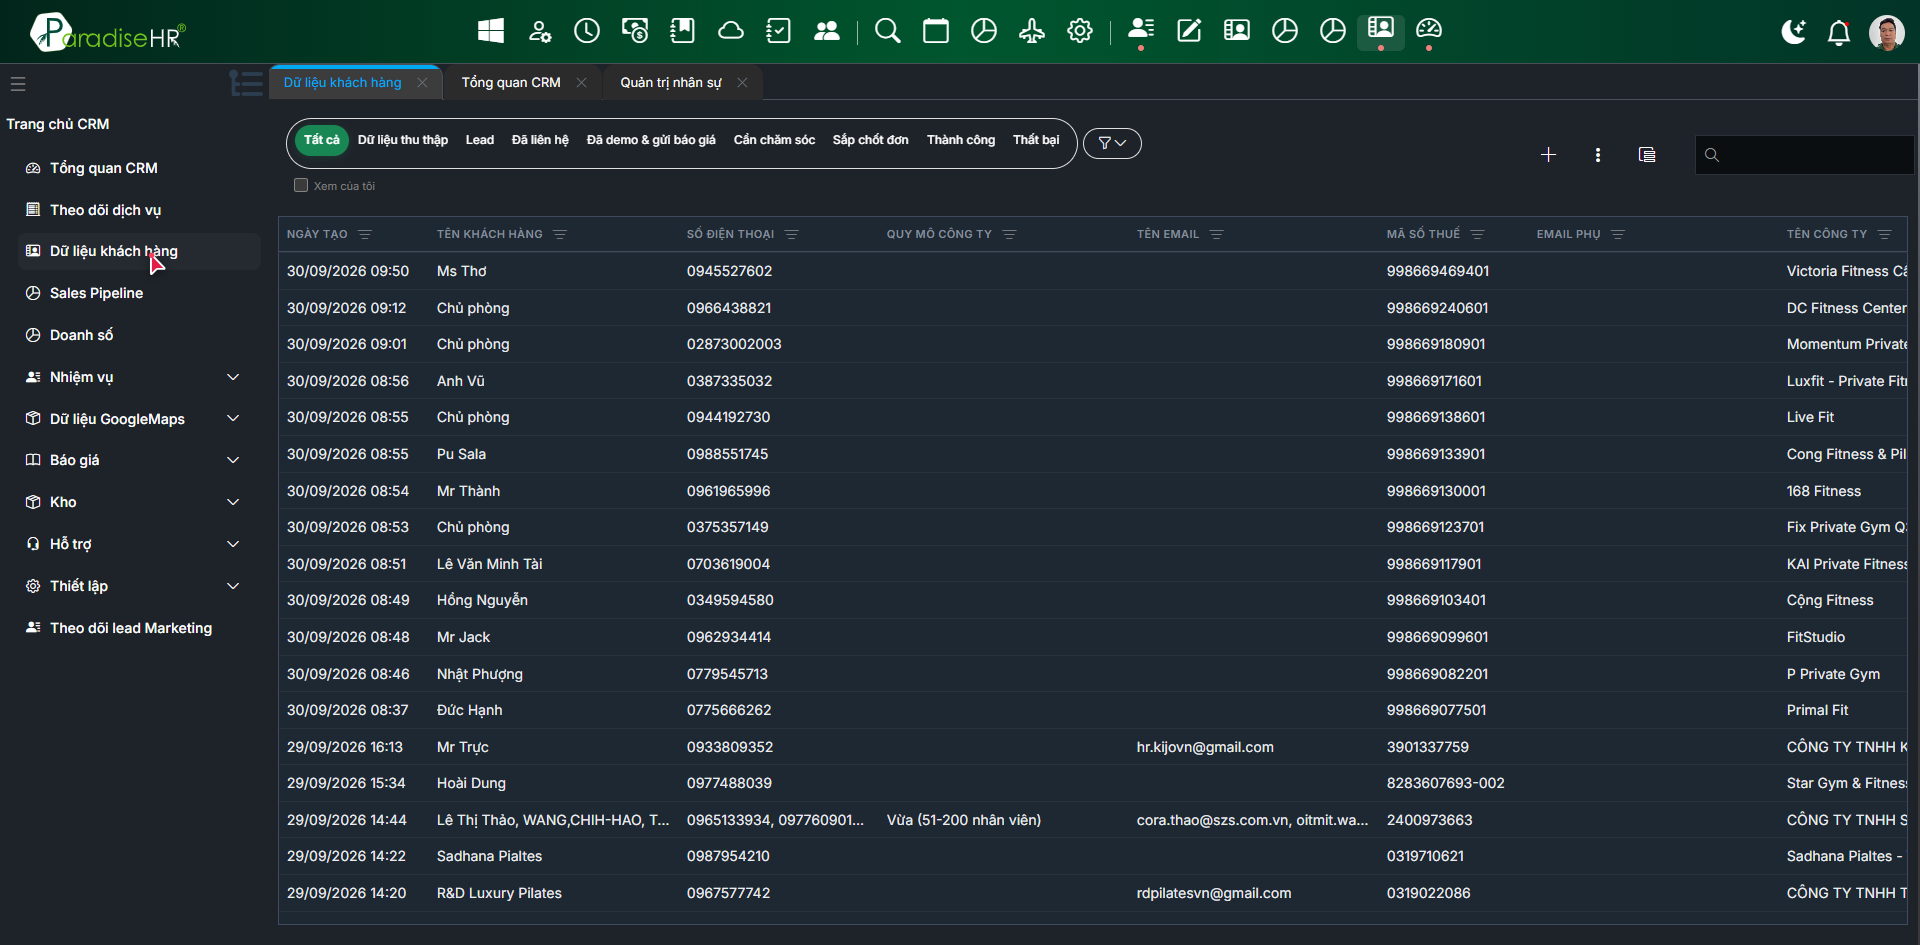 ParadiseHR®
Dữ liệu khách hàng
Tổng quan CRM
Quản trị nhân sự
Trang chủ CRM
Tổng quan CRM
Theo dõi dịch vụ
Dữ liệu khách hàng
Sales Pipeline
Doanh số
Nhiệm vụ
Dữ liệu GoogleMaps
Báo giá
Kho
Hỗ trợ
Thiết lập
Theo dõi lead Marketing
Tất cả Dữ liệu thu thập Lead Đã liên hệ Đã demo & gửi báo giá Cần chăm sóc Sắp chốt đơn Thành công Thất bại
Xem của tôi
NGÀY TẠO TÊN KHÁCH HÀNG SỐ ĐIỆN THOẠI QUY MÔ CÔNG TY TÊN EMAIL MÃ SỐ THUẾ EMAIL PHỤ TÊN CÔNG TY
30/09/2026 09:50 Ms Thơ 0945527602 998669469401 Victoria Fitness
30/09/2026 09:12 Chủ phòng 0966438821 998669240601 DC Fitness Center
30/09/2026 09:01 Chủ phòng 02873002003 998669180901 Momentum Private
30/09/2026 08:56 Anh Vũ 0387335032 998669171601 Luxfit - Private
30/09/2026 08:55 Chủ phòng 0944192730 998669138601 Live Fit
30/09/2026 08:55 Pu Sala 0988551745 998669133901 Cong Fitness & Pil
30/09/2026 08:54 Mr Thành 0961965996 998669130001 168 Fitness
30/09/2026 08:53 Chủ phòng 0375357149 998669123701 Fix Private Gym
30/09/2026 08:51 Lê Văn Minh Tài 0703619004 998669117901 KAI Private Fitness
30/09/2026 08:49 Hồng Nguyễn 0349594580 998669103401 Cộng Fitness
30/09/2026 08:48 Mr Jack 0962934414 998669099601 FitStudio
30/09/2026 08:46 Nhật Phượng 0779545713 998669082201 P Private Gym
30/09/2026 08:37 Đức Hạnh 0775666262 998669077501 Primal Fit
29/09/2026 16:13 Mr Trực 0933809352 hr.kijovn@gmail.com 3901337759 CÔNG TY TNHH K
29/09/2026 15:34 Hoài Dung 0977488039 8283607693-002 Star Gym & Fitness
29/09/2026 14:44 Lê Thị Thảo, WANG,CHIH-HAO, T... 0965133934, 097760901... Vừa (51-200 nhân viên) cora.thao@szs.com.vn, oitmit.wa... 2400973663 CÔNG TY TNHH S
29/09/2026 14:22 Sadhana Pialtes 0987954210 0319710621 Sadhana Pialtes -
29/09/2026 14:20 R&D Luxury Pilates 0967577742 rdpilatesvn@gmail.com 0319022086 CÔNG TY TNHH T